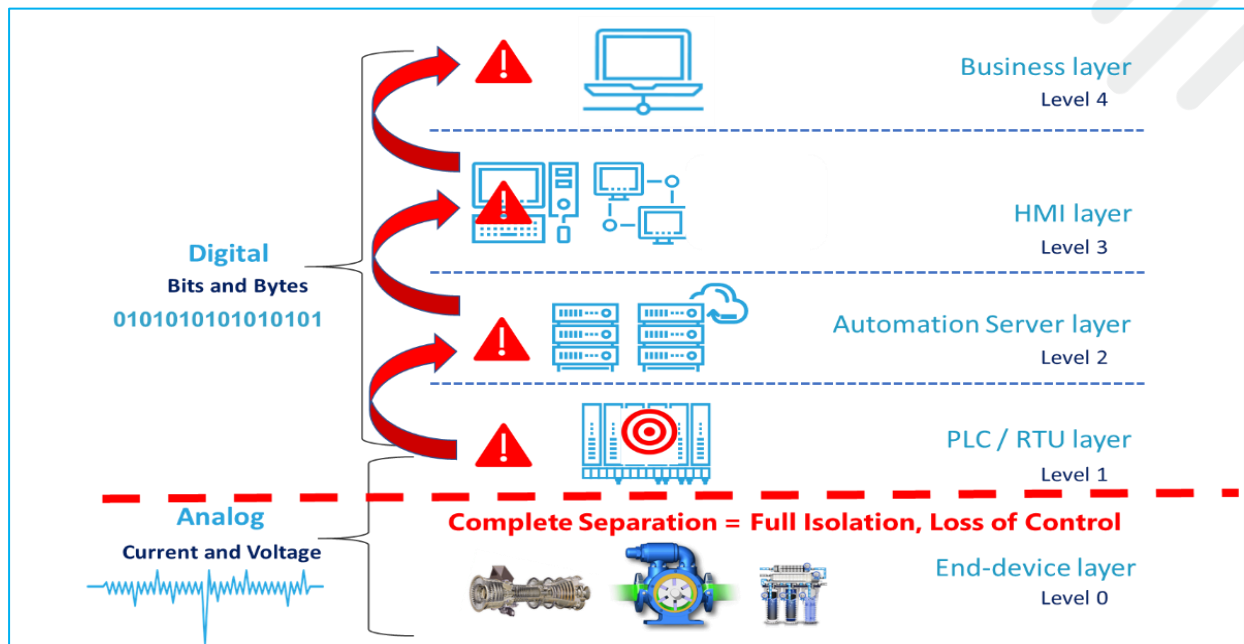 Business layer
Level 4
HMI layer
Level 3
Digital
Bits and Bytes
0101010101010101
Automation Server layer
Level 2
PLC / RTU layer
Level 1
Analog
Current and Voltage
Complete Separation = Full Isolation, Loss of Control
End-device layer
Level 0